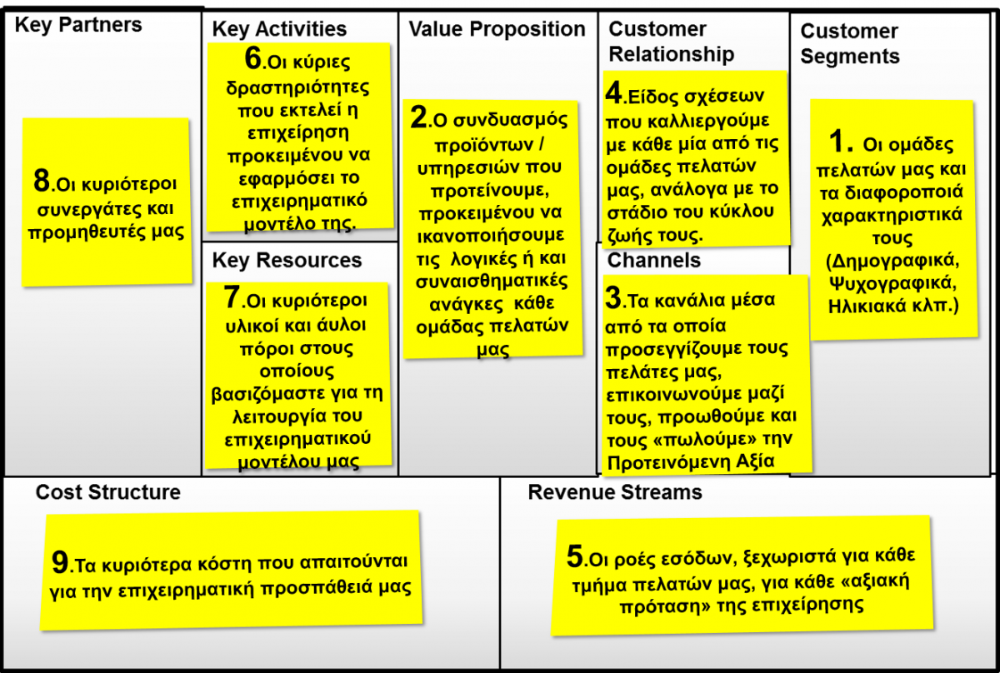 Key Partners
8.Οι κυριότεροι
συνεργάτες και
προμηθευτές μας
Key Activities
6.Οι κύριες
δραστηριότητες
που εκτελεί η
επιχείρηση
προκειμένου να
εφαρμόσει το
επιχειρηματικό
μοντέλο της.
Key Resources
7.Οι κυριότεροι
υλικοί και άυλοι
πόροι στους
οποίους
βασιζόμαστε για τη
λειτουργία του
επιχειρηματικού
μοντέλου μας
Value Proposition
2.Ο συνδυασμός
προϊόντων /
υπηρεσιών που
προτείνουμε,
προκειμένου να
ικανοποιήσουμε
τις λογικές ή και
συναισθηματικές
ανάγκες κάθε
ομάδας πελατών
μας
Customer
Relationship
4.Είδος σχέσεων
που καλλιεργούμε
με κάθε μία από τις
ομάδες πελατών
μας, ανάλογα με το
στάδιο του κύκλου
ζωής τους.
Channels
3.Τα κανάλια μέσα
από τα οποία
προσεγγίζουμε τους
πελάτες μας,
επικοινωνούμε μαζί
τους, προωθούμε και
τους «πωλούμε» την
Προτεινόμενη Αξία
Customer
Segments
1. Οι ομάδες
πελατών μας και
τα διαφοροποιά
χαρακτηριστικά
τους
(Δημογραφικά,
Ψυχογραφικά,
Ηλικιακά κλπ.)
Cost Structure
9.Τα κυριότερα κόστη που απαιτούνται
για την επιχειρηματική προσπάθειά μας
Revenue Streams
5.Οι ροές εσόδων, ξεχωριστά για κάθε
τμήμα πελατών μας, για κάθε «αξιακή
πρόταση» της επιχείρησης